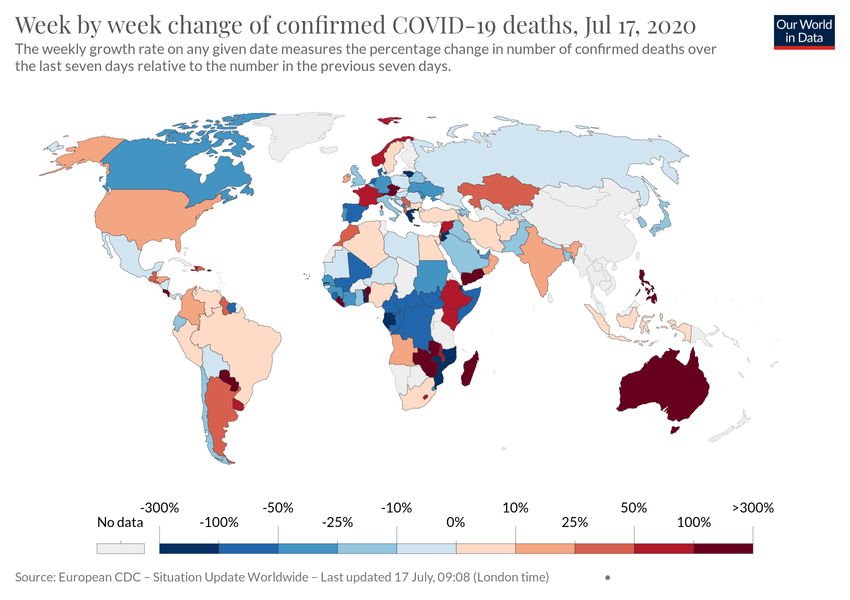 Week by week change of confirmed COVID-19 deaths, Jul 17, 2020
Our World
in Data
The weekly growth rate on any given date measures the percentage change in number of confirmed deaths over
the last seven days relative to the number in the previous seven days.
-300% -50% -10% 10% 50% >300%
No data -100% -25% 0% 25% 100%
Source: European CDC – Situation Update Worldwide – Last updated 17 July, 09:08 (London time) •